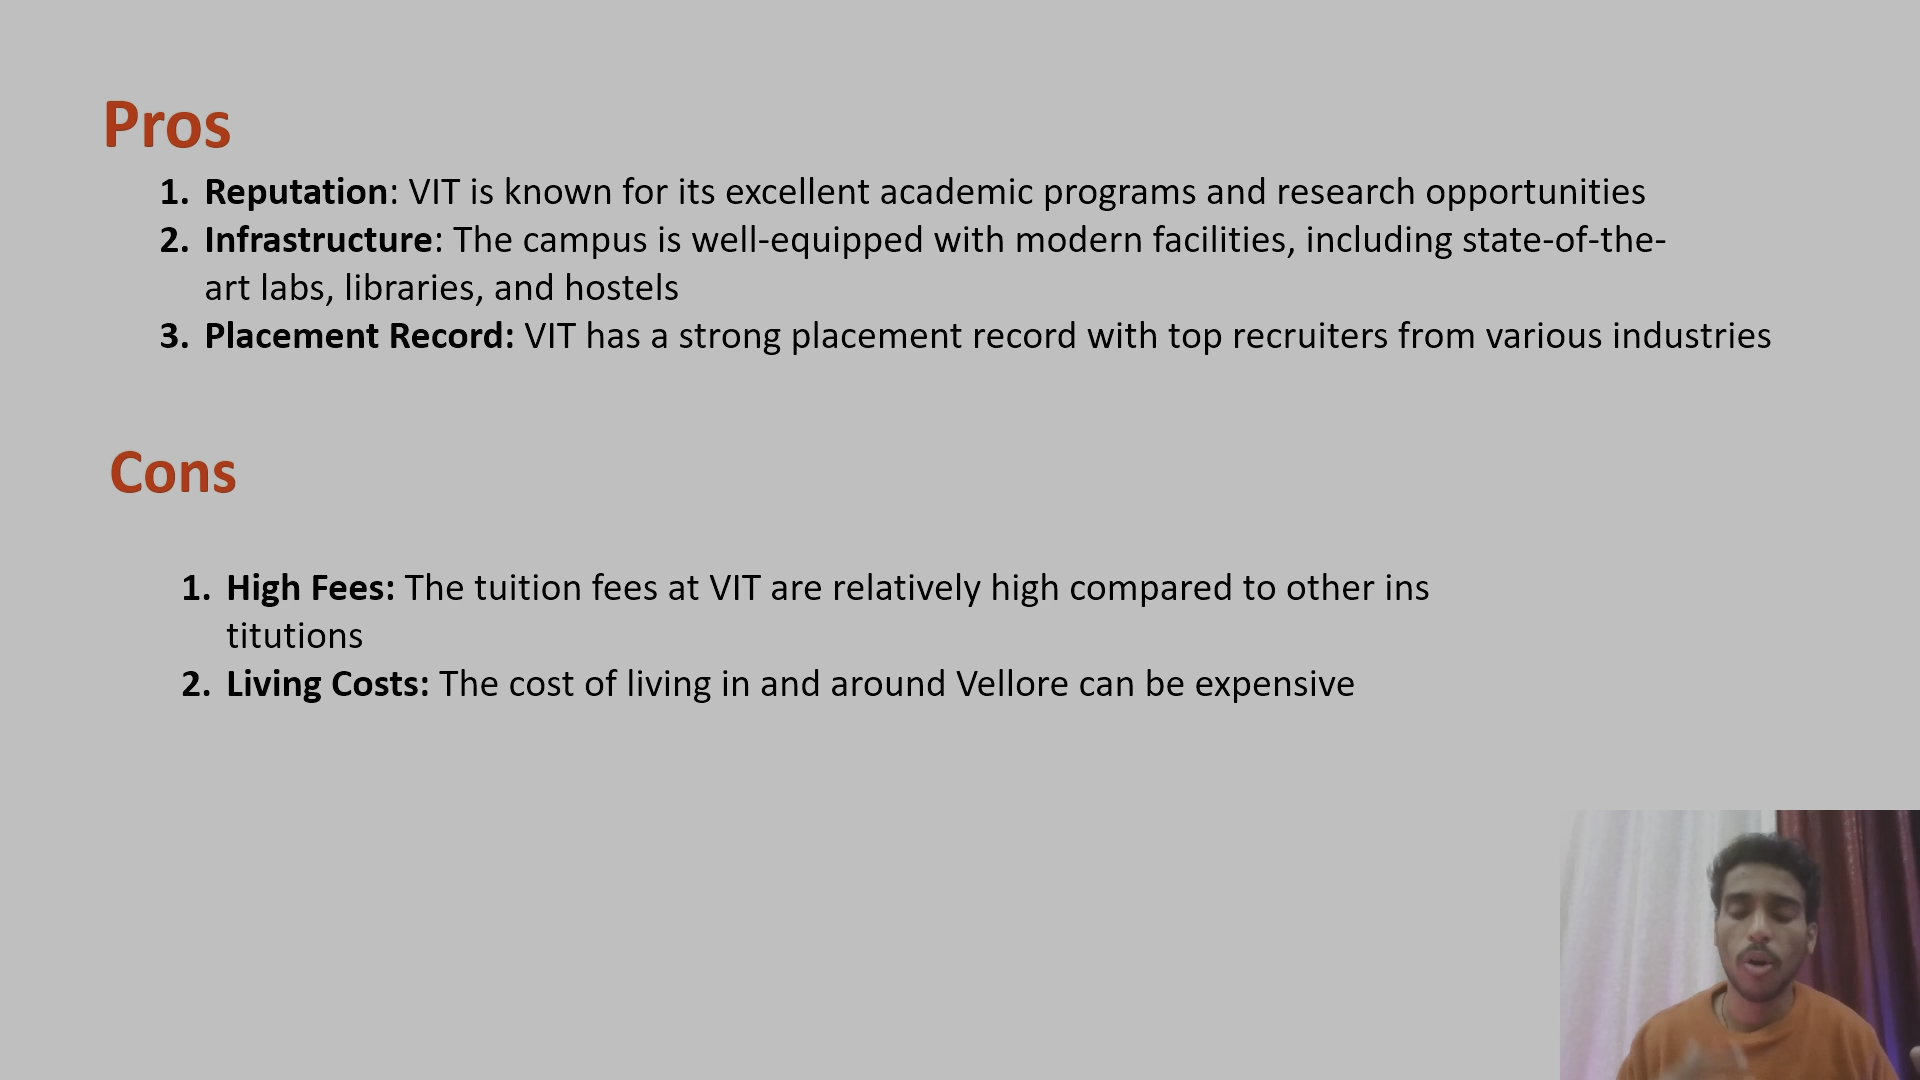 Pros
1. Reputation: VIT is known for its excellent academic programs and research opportunities
2. Infrastructure: The campus is well-equipped with modern facilities, including state-of-the-
art labs, libraries, and hostels
3. Placement Record: VIT has a strong placement record with top recruiters from various industries
Cons
1. High Fees: The tuition fees at VIT are relatively high compared to other ins
titutions
2. Living Costs: The cost of living in and around Vellore can be expensive